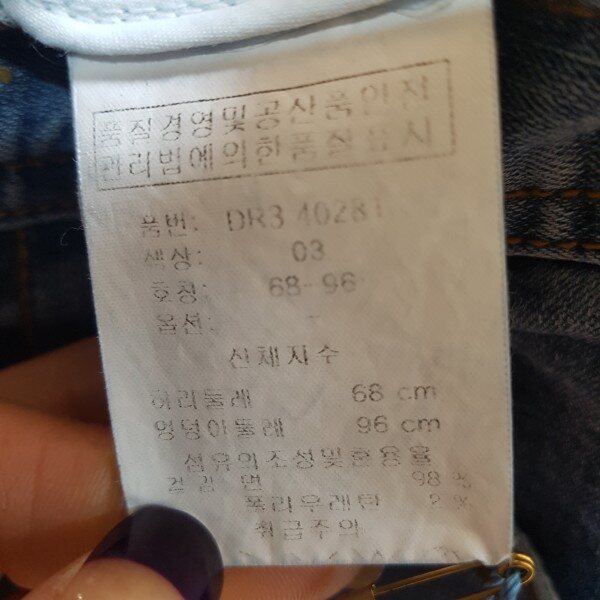 품질경영및공산품안전
관리법에의한품질표시
품번: DR3 40281
색상: 03
호칭: 68-96
옵션: -
신체치수
허리둘레 68 cm
엉덩이둘레 96 cm
섬유의조성및혼용율
겉감 면 98 %
폴리우레탄 2 %
취급주의